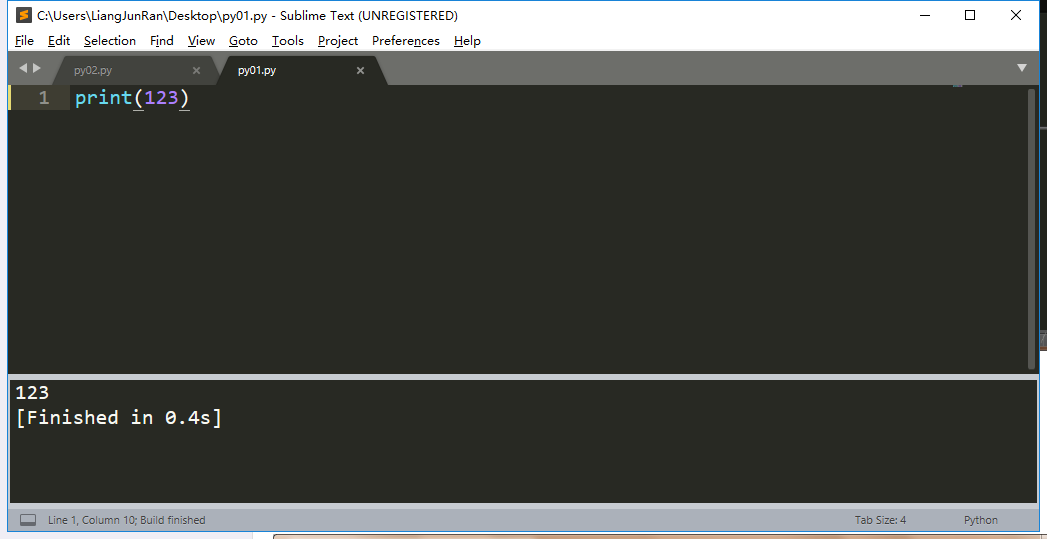 C:\Users\LiangJunRan\Desktop\py01.py - Sublime Text (UNREGISTERED)
File Edit Selection Find View Goto Tools Project Preferences Help
py02.py py01.py
1 print(123)
123
[Finished in 0.4s]
Line 1, Column 10; Build finished Tab Size: 4 Python